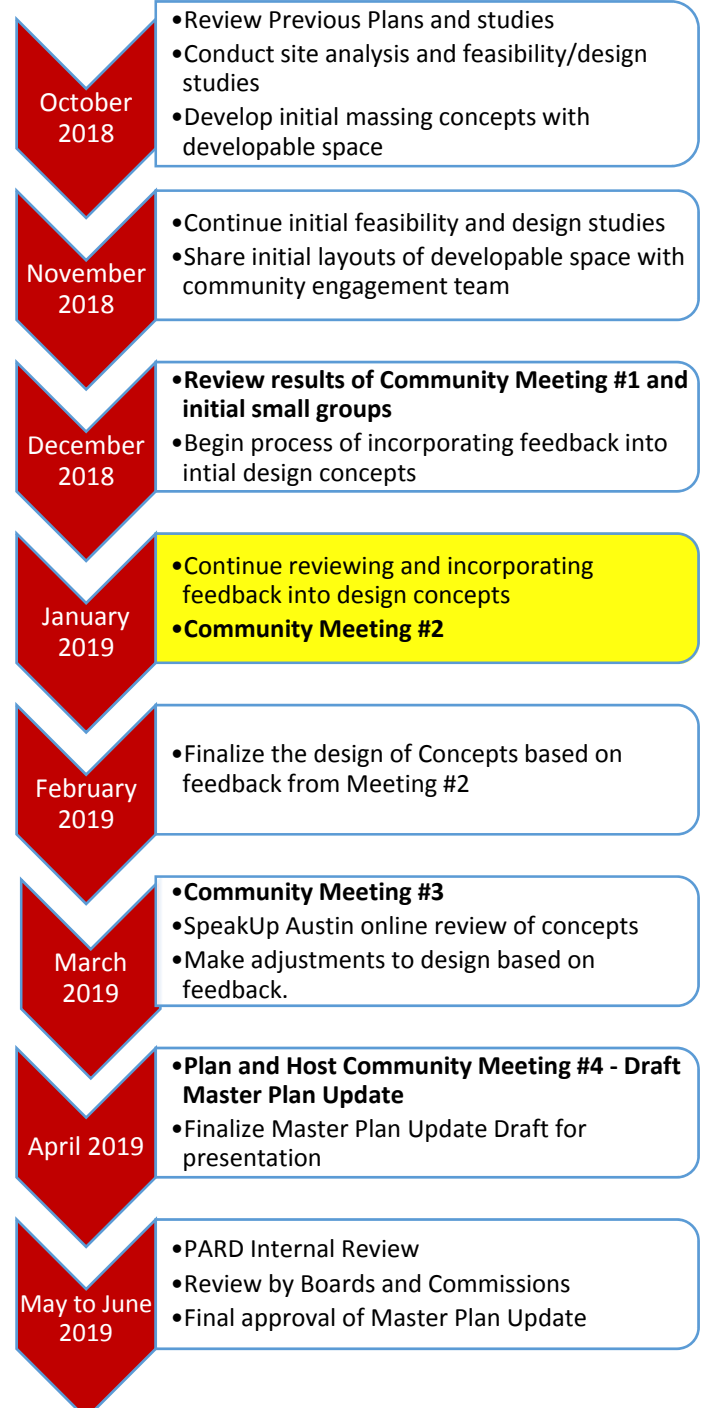 October
2018
•Review Previous Plans and studies
•Conduct site analysis and feasibility/design
studies
•Develop initial massing concepts with
developable space
November
2018
•Continue initial feasibility and design studies
•Share initial layouts of developable space with
community engagement team
December
2018
•Review results of Community Meeting #1 and
initial small groups
•Begin process of incorporating feedback into
intial design concepts
January
2019
•Continue reviewing and incorporating
feedback into design concepts
•Community Meeting #2
February
2019
•Finalize the design of Concepts based on
feedback from Meeting #2
March
2019
•Community Meeting #3
•SpeakUp Austin online review of concepts
•Make adjustments to design based on
feedback.
April 2019
•Plan and Host Community Meeting #4 - Draft
Master Plan Update
•Finalize Master Plan Update Draft for
presentation
May to June
2019
•PARD Internal Review
•Review by Boards and Commissions
•Final approval of Master Plan Update